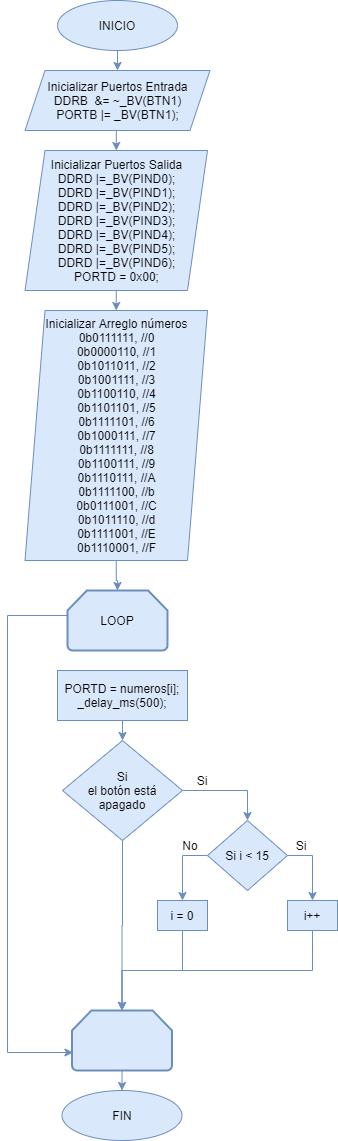 INICIO
Inicializar Puertos Entrada
DDRB &= ~_BV(BTN1)
PORTB |= _BV(BTN1);
Inicializar Puertos Salida
DDRD |=_BV(PIND0);
DDRD |=_BV(PIND1);
DDRD |=_BV(PIND2);
DDRD |=_BV(PIND3);
DDRD |=_BV(PIND4);
DDRD |=_BV(PIND5);
DDRD |=_BV(PIND6);
PORTD = 0x00;
Inicializar Arreglo números
0b0111111, //0
0b0000110, //1
0b1011011, //2
0b1001111, //3
0b1100110, //4
0b1101101, //5
0b1111101, //6
0b1000111, //7
0b1111111, //8
0b1100111, //9
0b1110111, //A
0b1111100, //b
0b0111001, //C
0b1011110, //d
0b1111001, //E
0b1110001, //F
LOOP
PORTD = numeros[i];
_delay_ms(500);
Si
el botón está
apagado
Si
Si i < 15
No
Si
i = 0
i++
FIN